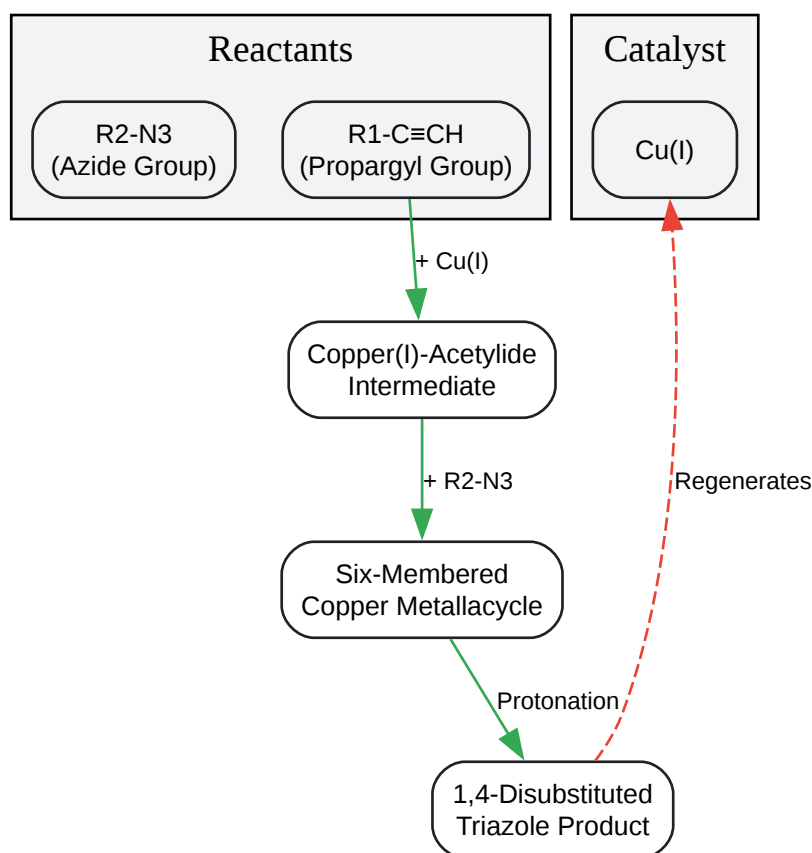 Reactants
Catalyst
R2-N3
(Azide Group)
R1-C≡CH
(Propargyl Group)
Cu(I)
+ Cu(I)
Copper(I)-Acetylide
Intermediate
+ R2-N3
Regenerates
Six-Membered
Copper Metallacycle
Protonation
1,4-Disubstituted
Triazole Product